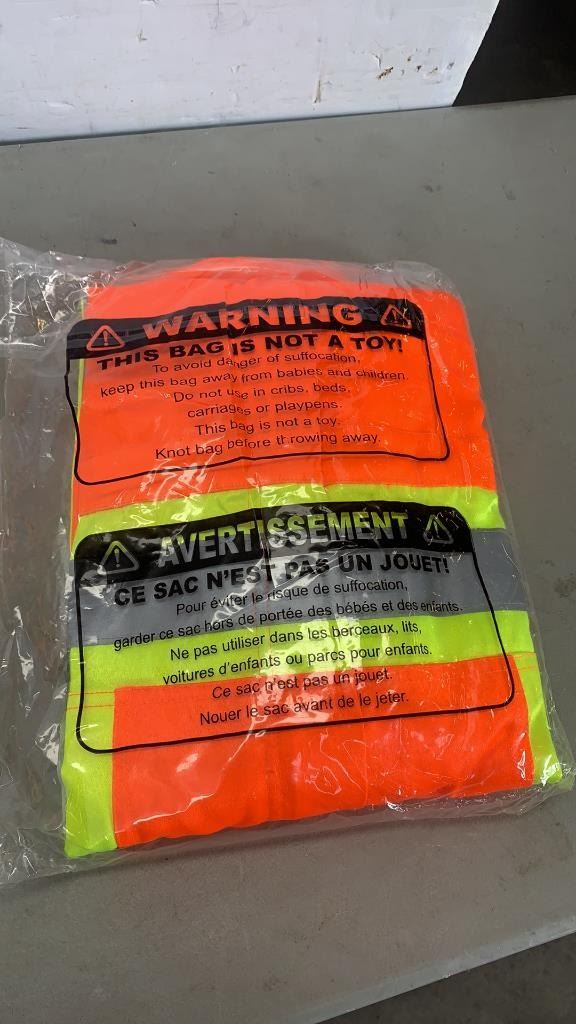 WARNING
THIS BAG IS NOT A TOY!
To avoid danger of suffocation,
keep this bag away from babies and children.
Do not use in cribs, beds,
carriages or playpens.
This bag is not a toy.
Knot bag before throwing away.
AVERTISSEMENT
CE SAC N'EST PAS UN JOUET!
Pour éviter le risque de suffocation,
garder ce sac hors de portée des bébés et des enfants.
Ne pas utiliser dans les berceaux, lits,
voitures d'enfants ou parcs pour enfants.
Ce sac n'est pas un jouet.
Nouer le sac avant de le jeter.